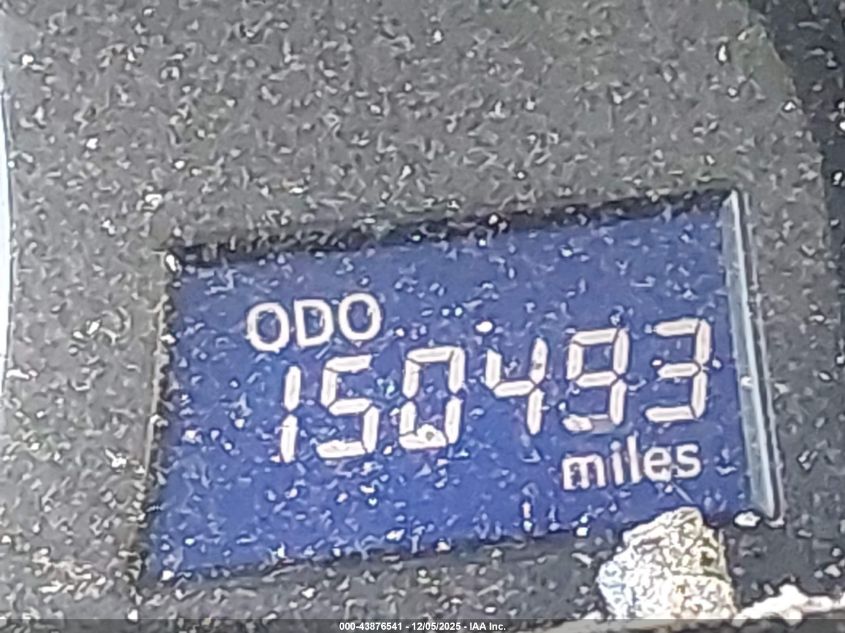 ODO
150493
miles
000-43876541 - 12/05/2025 - IAA Inc.